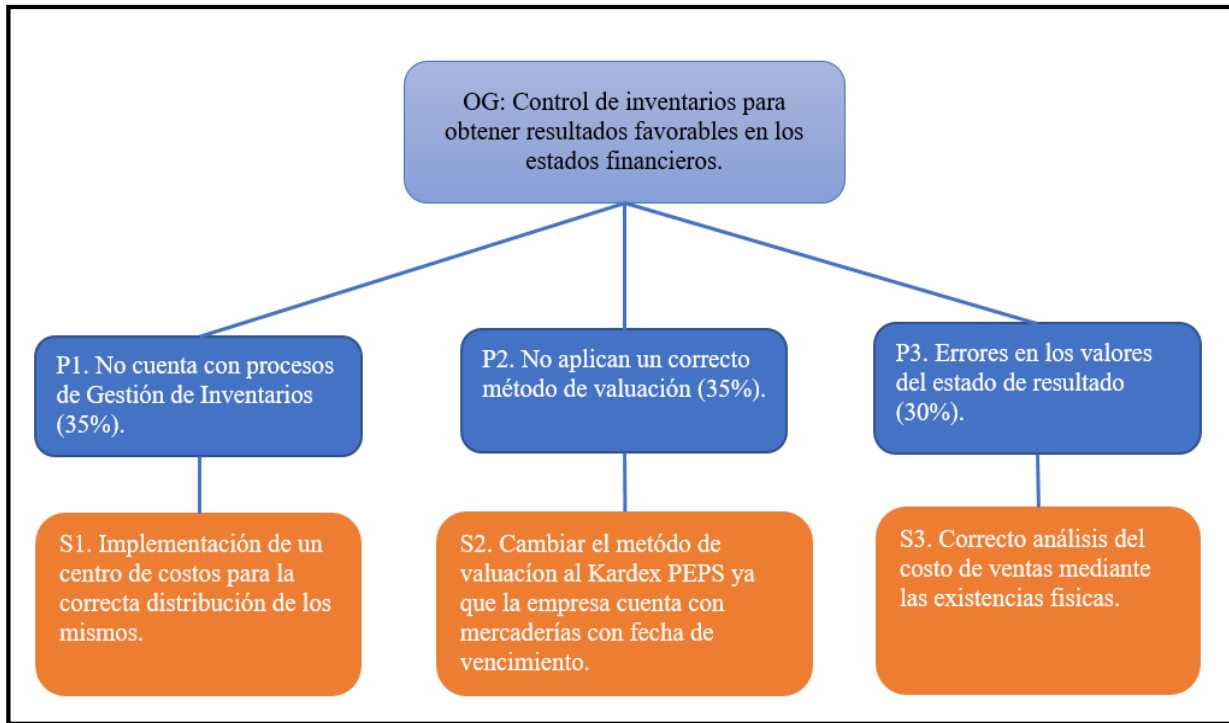 OG: Control de inventarios para
obtener resultados favorables en los
estados financieros.
P1. No cuenta con procesos
de Gestión de Inventarios
(35%).
P2. No aplican un correcto
método de valuación (35%).
P3. Errores en los valores
del estado de resultado
(30%).
S1. Implementación de un
centro de costos para la
correcta distribución de los
mismos.
S2. Cambiar el metódo de
valuacíon al Kardex PEPS ya
que la empresa cuenta con
mercaderías con fecha de
vencimiento.
S3. Correcto análisis del
costo de ventas mediante
las existencias físicas.